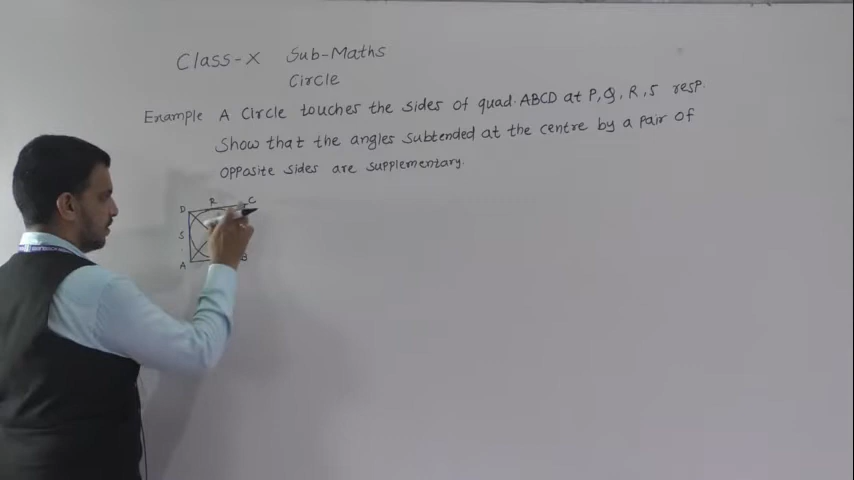 Class-X Sub-Maths
Circle
Example A Circle touches the sides of quad. ABCD at P, Q, R, S resp.
Show that the angles subtended at the centre by a pair of
opposite sides are supplementary.
D R C
S
A B